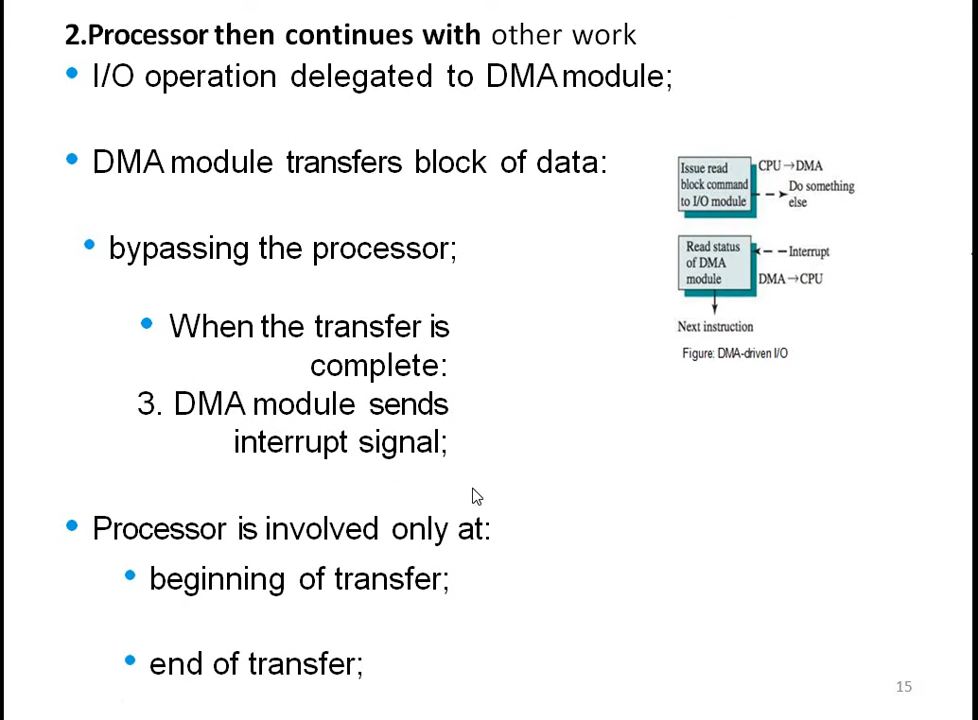 2.Processor then continues with other work
• I/O operation delegated to DMA module;
• DMA module transfers block of data:
• bypassing the processor;
• When the transfer is
complete:
3. DMA module sends
interrupt signal;
• Processor is involved only at:
• beginning of transfer;
• end of transfer;
Issue read
block command
to I/O module
CPU→DMA
Do something
else
Read status
of DMA
module
Interrupt
DMA→CPU
Next instruction
Figure: DMA-driven I/O
15